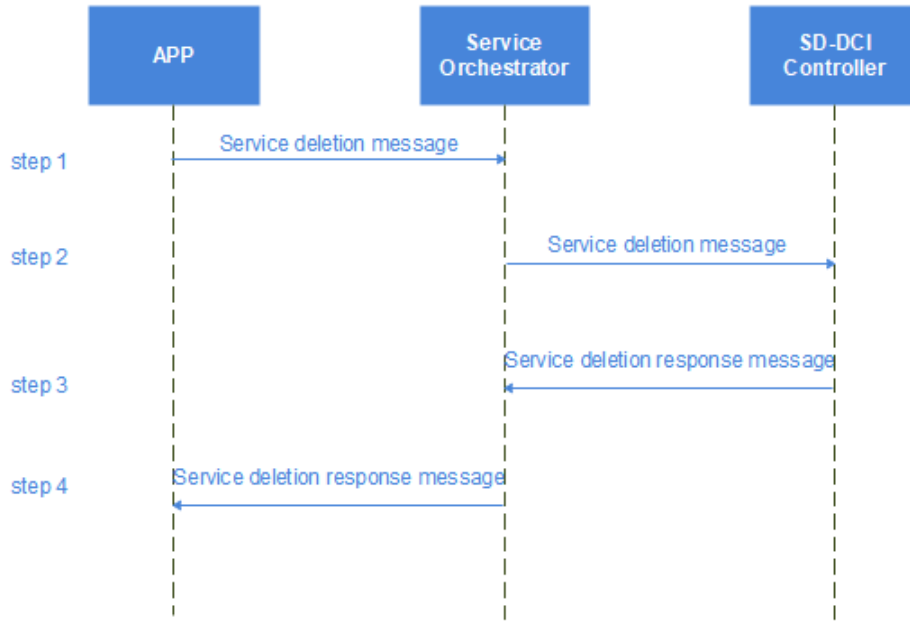 APP
Service
Orchestrator
SD-DCI
Controller
step 1
Service deletion message
step 2
Service deletion message
step 3
Service deletion response message
step 4
Service deletion response message